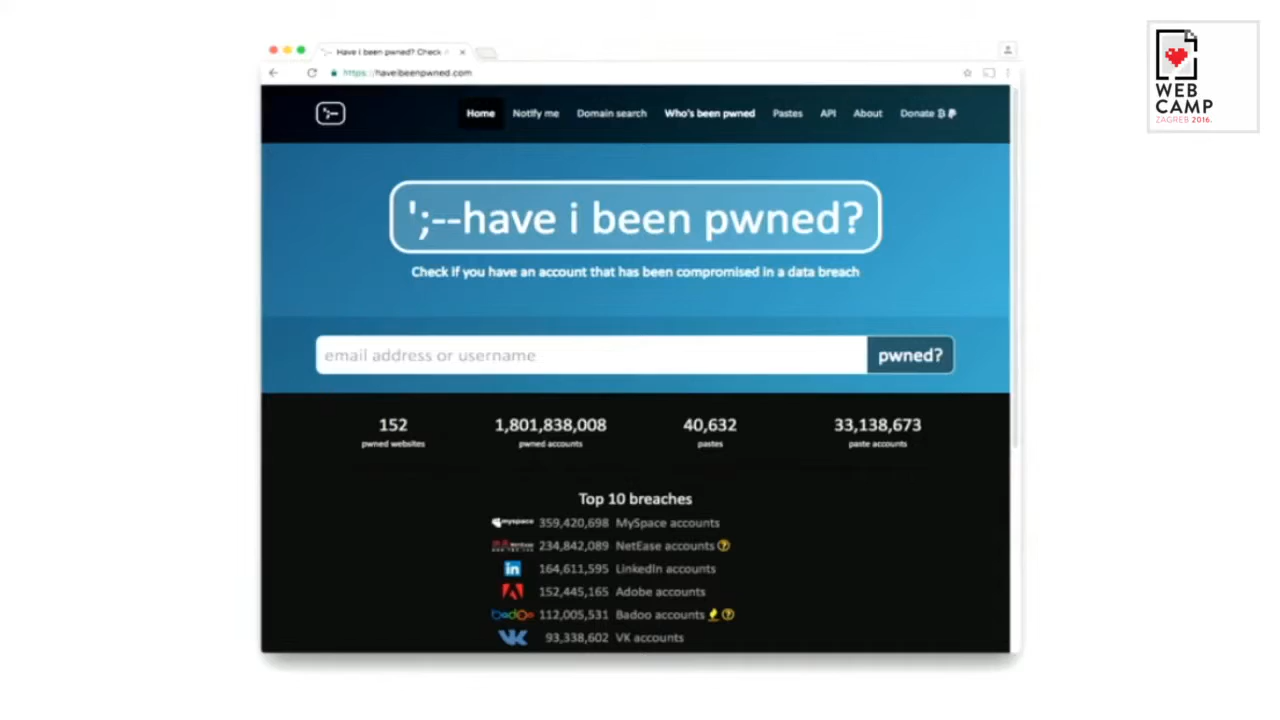 Have i been pwned? Check
https://haveibeenpwned.com
WEB
CAMP
ZAGREB 2016.
';--
Home Notify me Domain search Who's been pwned Pastes API About Donate
';--have i been pwned?
Check if you have an account that has been compromised in a data breach
email address or username
pwned?
152 1,801,838,008 40,632 33,138,673
pwned websites pwned accounts pastes paste accounts
Top 10 breaches
myspace 359,420,698 MySpace accounts
234,842,089 NetEase accounts ?
in 164,611,595 LinkedIn accounts
152,445,165 Adobe accounts
badoo 112,005,531 Badoo accounts ?
VK 93,338,602 VK accounts